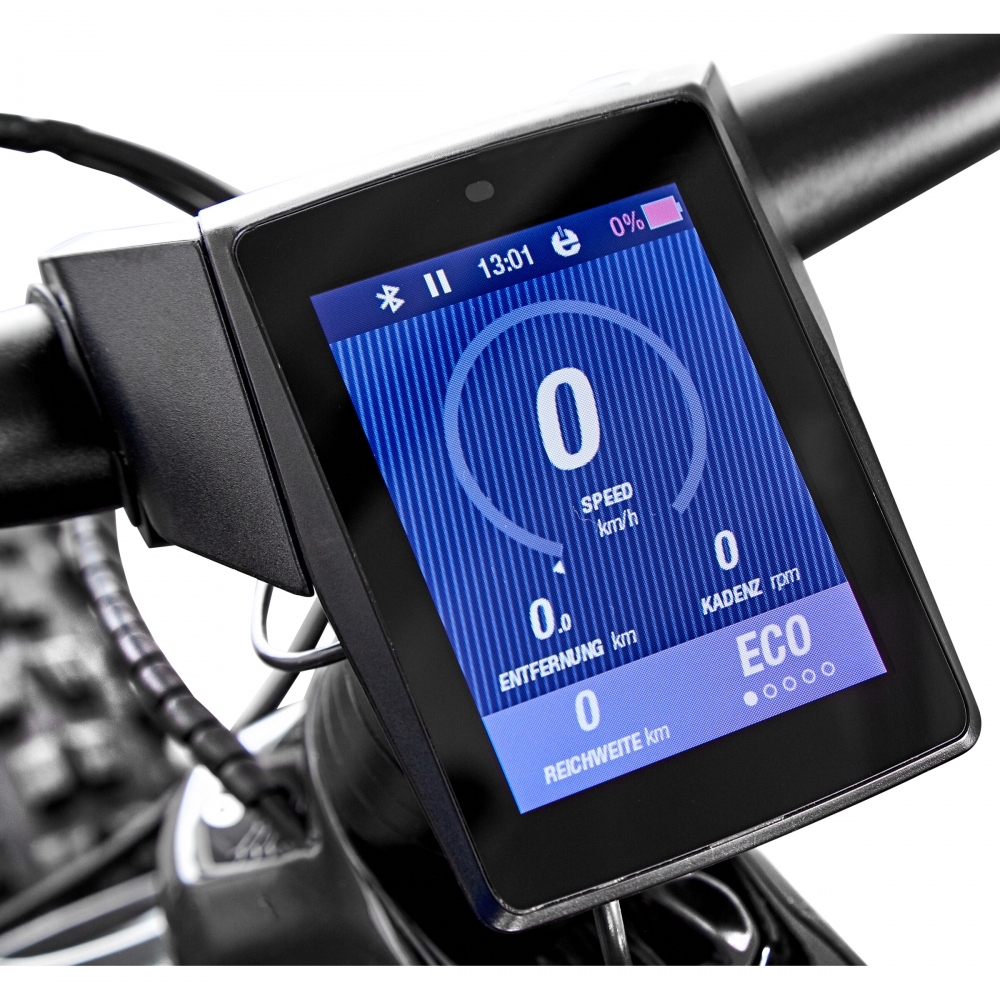 13:01 0%
0
SPEED
km/h
0.0
ENTFERNUNG km
0
KADENZ rpm
0
REICHWEITE km
ECO